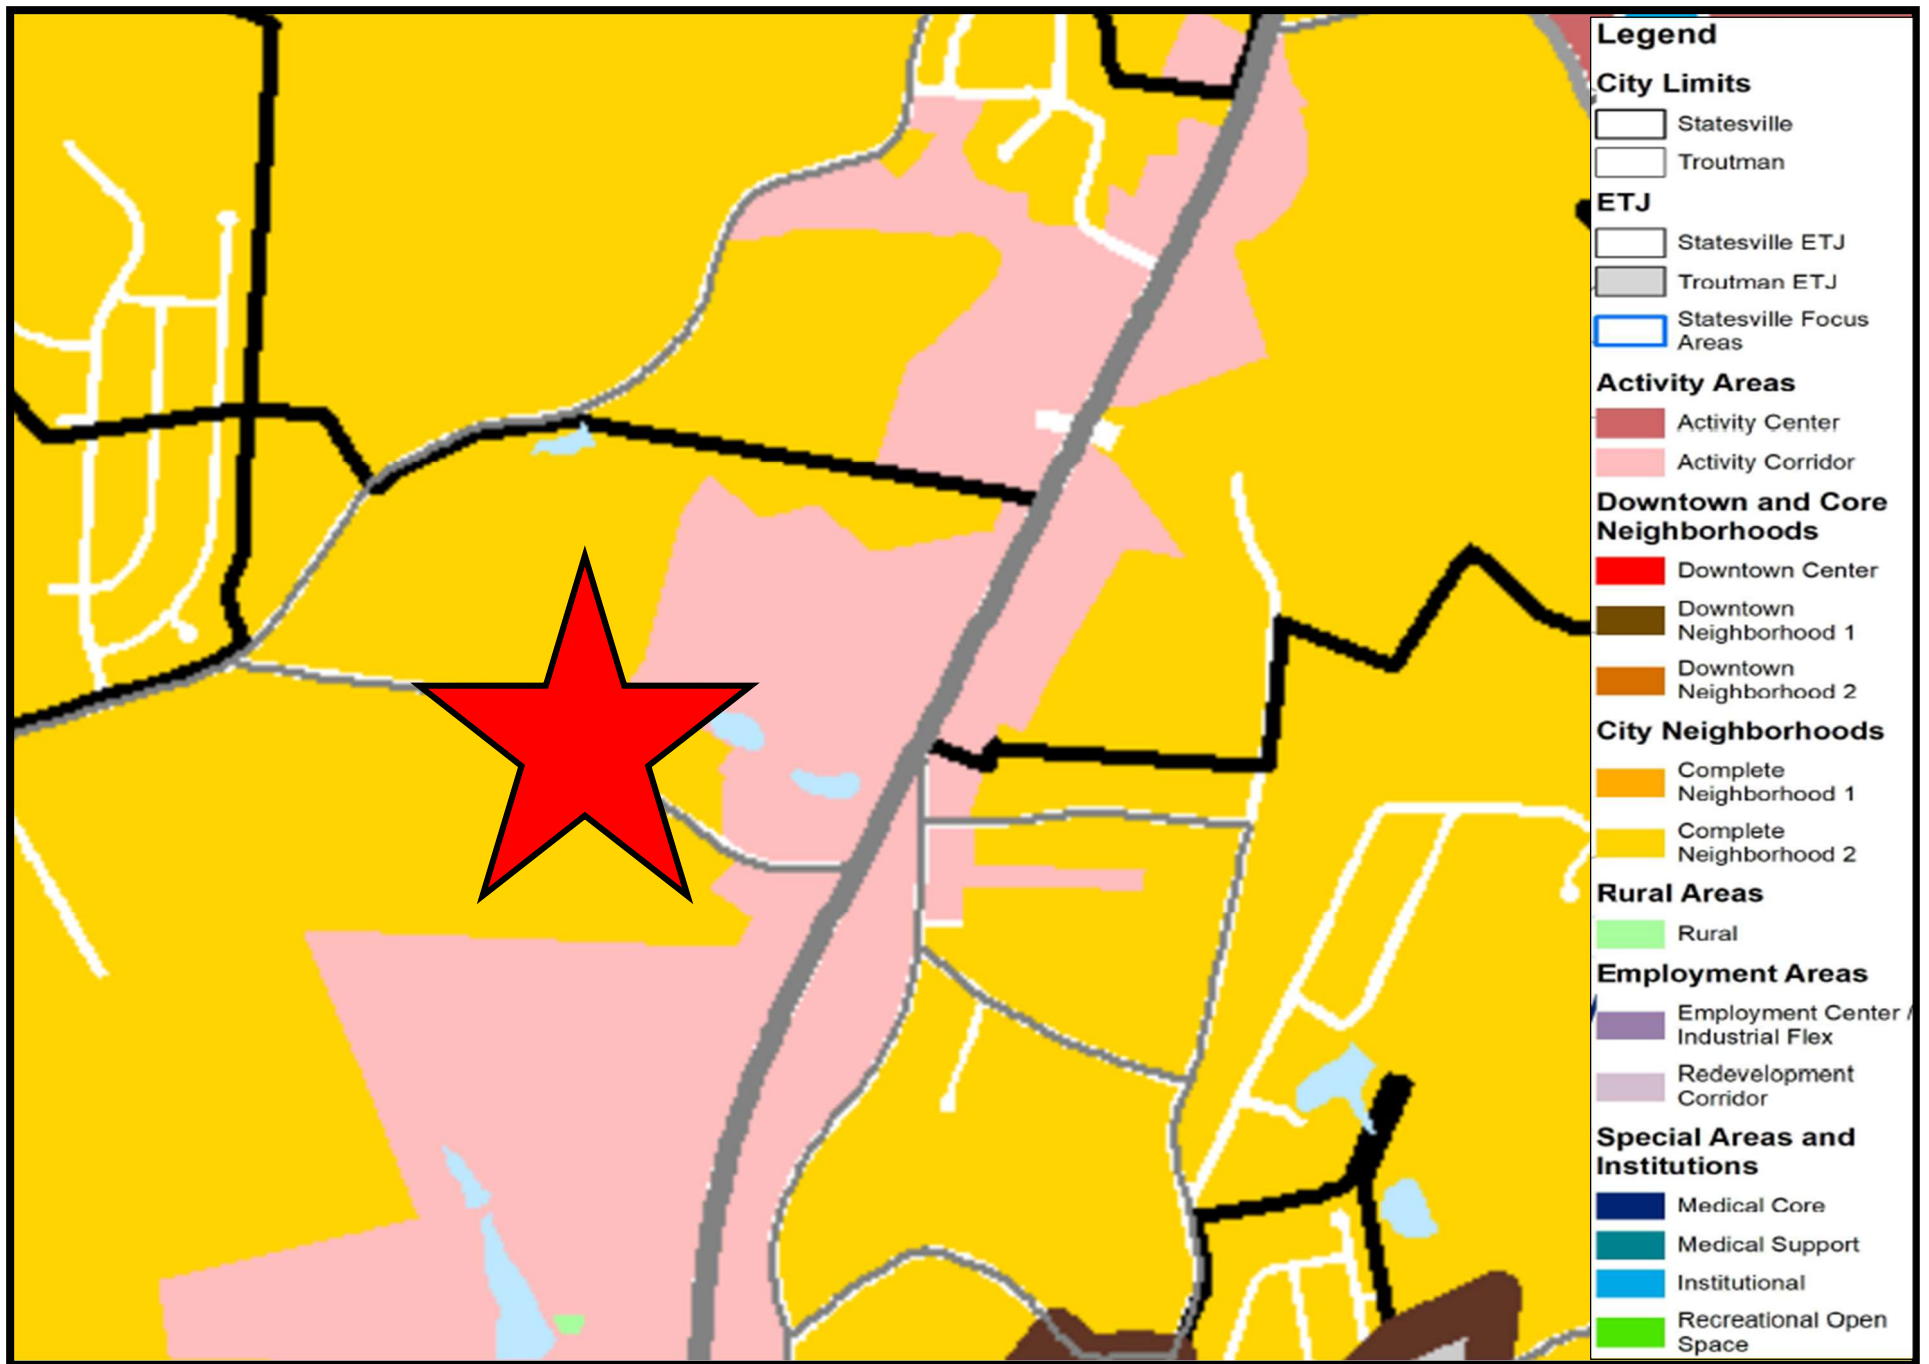 Legend
City Limits
Statesville
Troutman
ETJ
Statesville ETJ
Troutman ETJ
Statesville Focus
Areas
Activity Areas
Activity Center
Activity Corridor
Downtown and Core
Neighborhoods
Downtown Center
Downtown
Neighborhood 1
Downtown
Neighborhood 2
City Neighborhoods
Complete
Neighborhood 1
Complete
Neighborhood 2
Rural Areas
Rural
Employment Areas
Employment Center /
Industrial Flex
Redevelopment
Corridor
Special Areas and
Institutions
Medical Core
Medical Support
Institutional
Recreational Open
Space